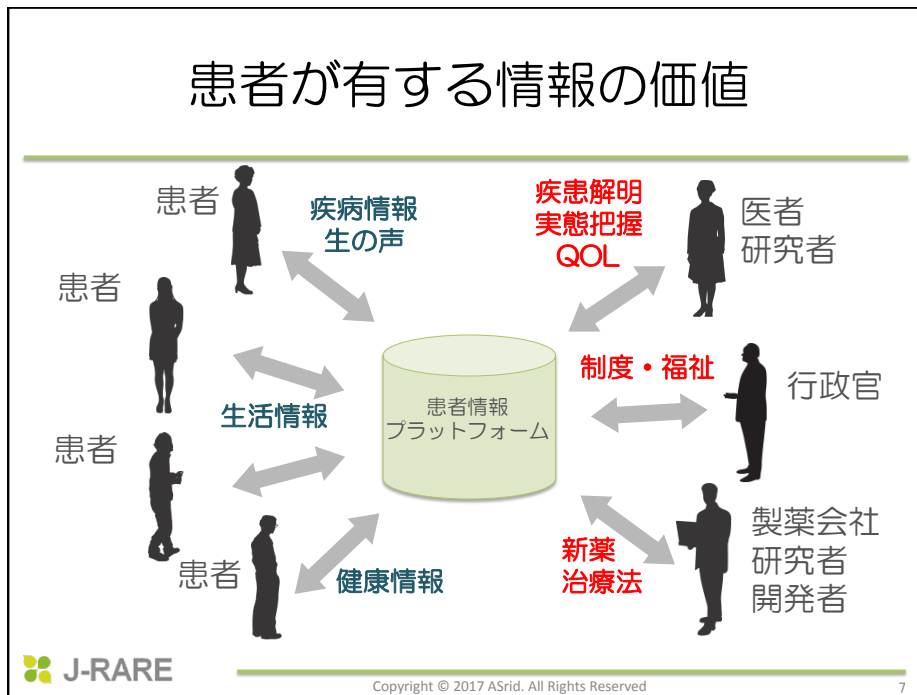 患者が有する情報の価値
患者
疾病情報
生の声
疾患解明
実態把握
QOL
医者
研究者
患者
制度・福祉
行政官
生活情報
患者情報
プラットフォーム
患者
患者
健康情報
新薬
治療法
製薬会社
研究者
開発者
J-RARE
Copyright © 2017 ASrid. All Rights Reserved
7